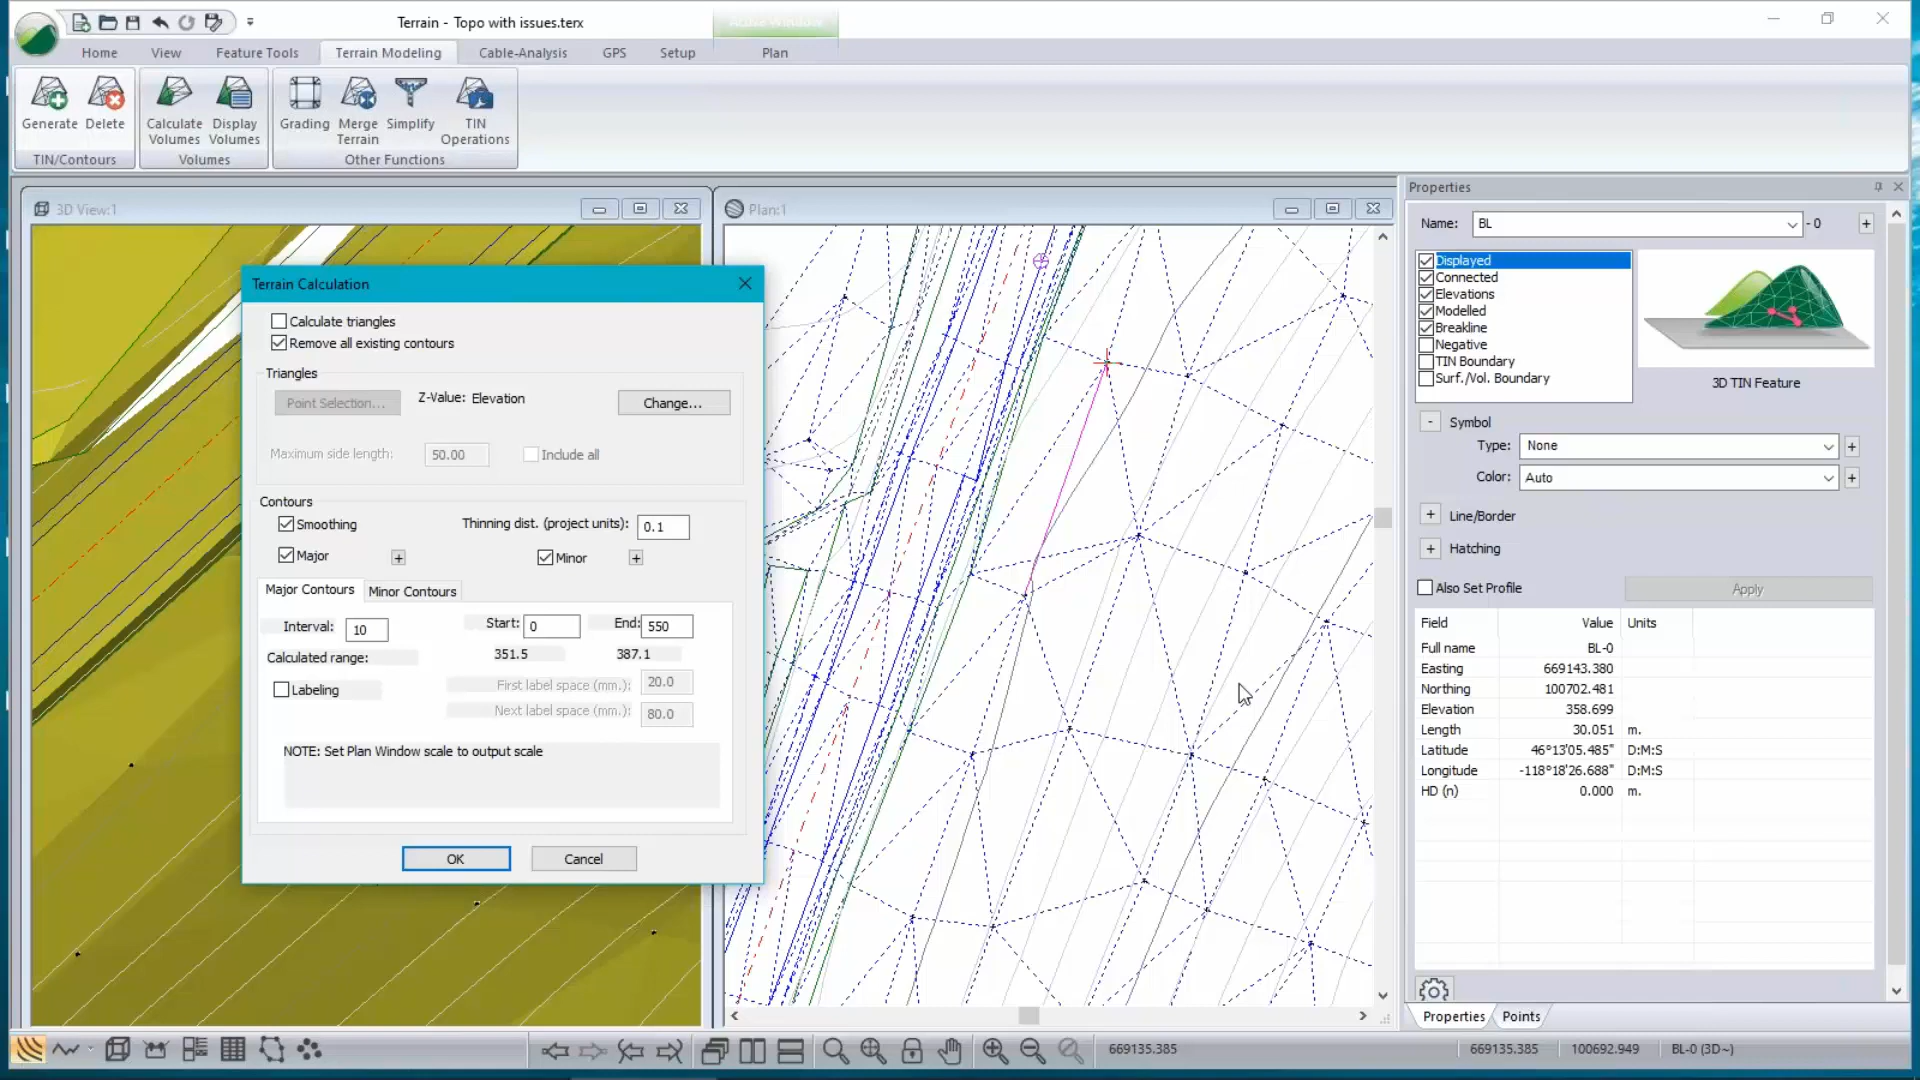 Terrain - Topo with issues.terx
Active Window
Home View Feature Tools Terrain Modeling Cable-Analysis GPS Setup Plan
Generate Delete Calculate Volumes Display Volumes Grading Merge Terrain Simplify TIN Operations
TIN/Contours Volumes Other Functions
3D View:1
Plan:1
Terrain Calculation
Calculate triangles
Remove all existing contours
Triangles
Point Selection... Z-Value: Elevation Change...
Maximum side length: 50.00 Include all
Contours
Smoothing Thinning dist. (project units): 0.1
Major + Minor +
Major Contours Minor Contours
Interval: 10 Start: 0 End: 550
Calculated range: 351.5 387.1
Labeling First label space (mm.): 20.0
Next label space (mm.): 80.0
NOTE: Set Plan Window scale to output scale
OK Cancel
Properties
Name: BL - 0 +
Displayed
Connected
Elevations
Modelled
Breakline
Negative
TIN Boundary
Surf./Vol. Boundary
3D TIN Feature
- Symbol
Type: None +
Color: Auto +
+ Line/Border
+ Hatching
Also Set Profile Apply
Field Value Units
Full name BL-0
Easting 669143.380
Northing 100702.481
Elevation 358.699
Length 30.051 m.
Latitude 46°13'05.485" D:M:S
Longitude -118°18'26.688" D:M:S
HD (n) 0.000 m.
Properties Points
669135.385 669135.385 100692.949 BL-0 (3D~)